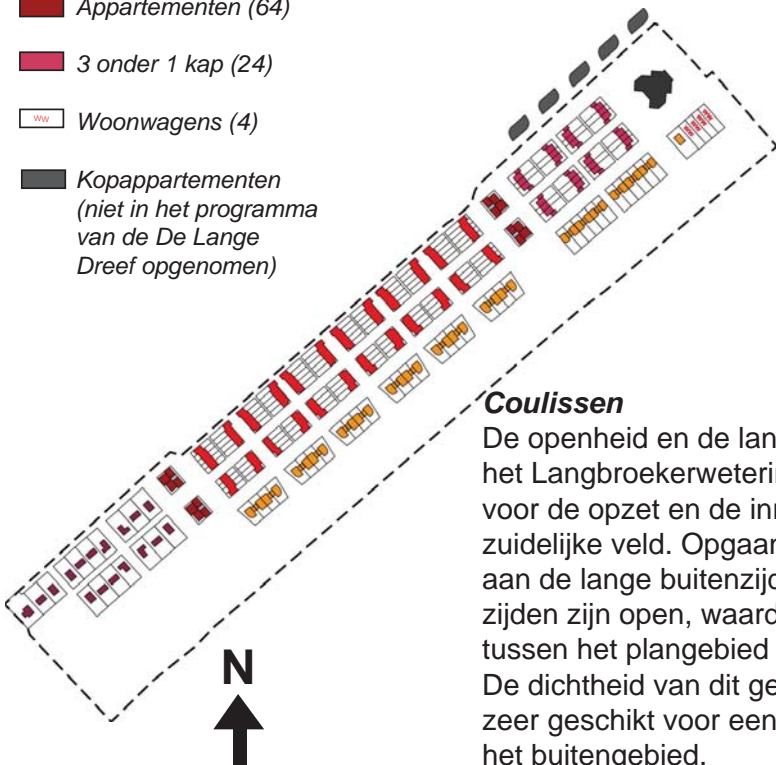 Appartementen (64)
3 onder 1 kap (24)
ww Woonwagens (4)
Kopappartementen
(niet in het programma
van de De Lange
Dreef opgenomen)
Coulissen
De openheid en de lan
het Langbroekerweterin
voor de opzet en de inr
zuidelijke veld. Opgaan
aan de lange buitenzijd
zijden zijn open, waard
tussen het plangebied
De dichtheid van dit ge
zeer geschikt voor een
het buitengebied.
N